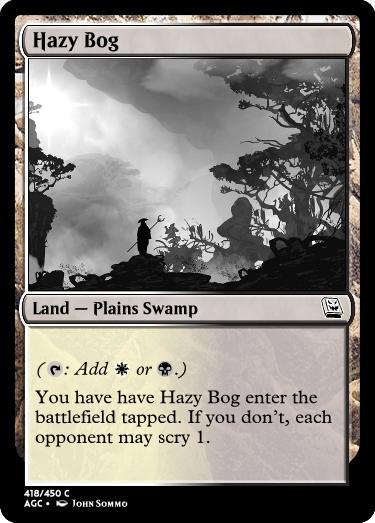 Hazy Bog
Land — Plains Swamp
(: Add or .)
You have have Hazy Bog enter the
battlefield tapped. If you don't, each
opponent may scry 1.
418/450 C
AGC • John Sommo